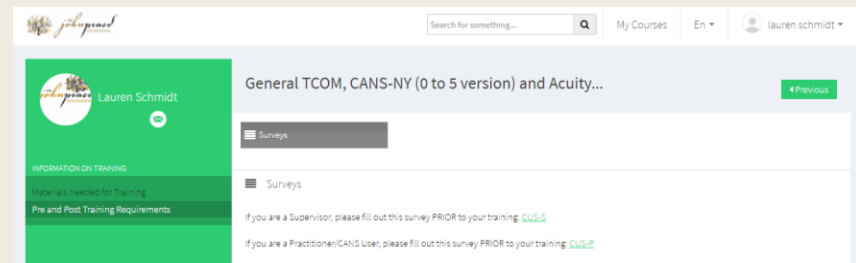 john praed
Search for something...
My Courses
En
lauren schmidt
Lauren Schmidt
General TCOM, CANS-NY (0 to 5 version) and Acuity...
Previous
Surveys
INFORMATION ON TRAINING
Materials Needed for Training
Pre and Post Training Requirements
Surveys
If you are a Supervisor, please fill out this survey PRIOR to your training: CUS-S
If you are a Practitioner/CANS User, please fill out this survey PRIOR to your training: CUS-P